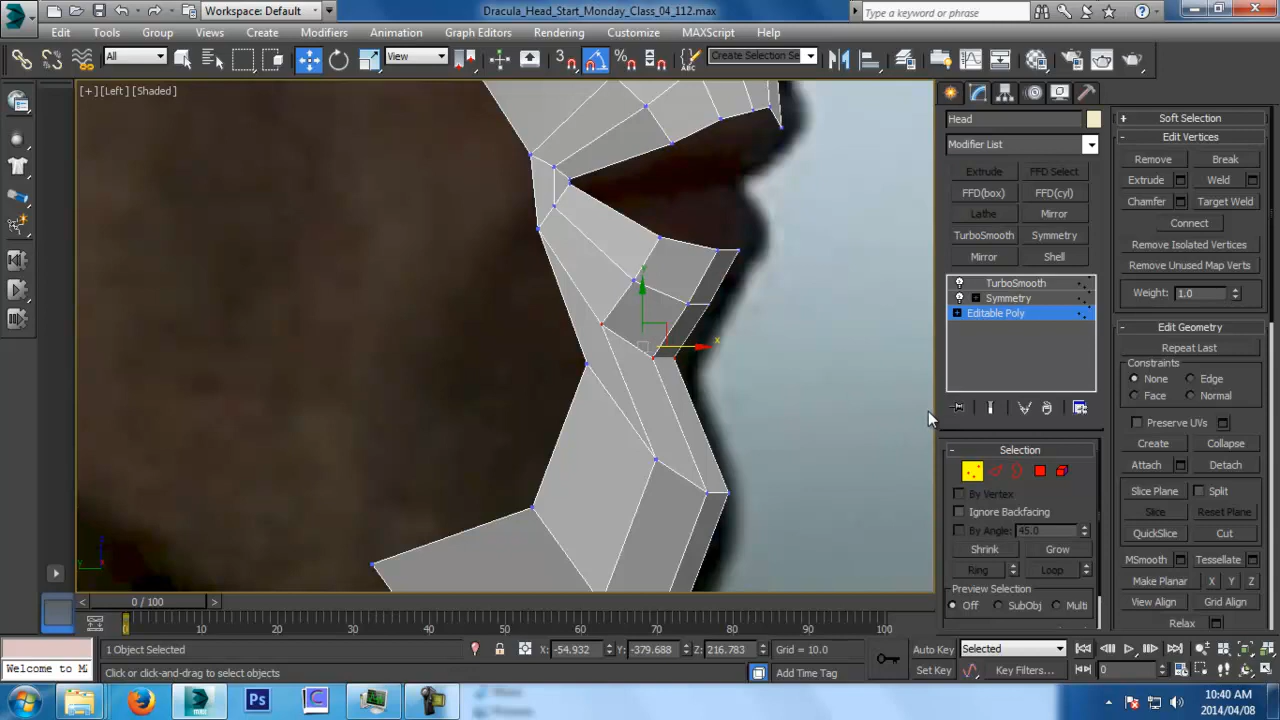 Workspace: Default
Dracula_Head_Start_Monday_Class_04_112.max
Type a keyword or phrase
Edit Tools Group Views Create Modifiers Animation Graph Editors Rendering Customize MAXScript Help
All View 3 Create Selection Se
[+] [Left] [Shaded]
Head
Modifier List
Extrude FFD Select
FFD(box) FFD(cyl)
Lathe Mirror
TurboSmooth Symmetry
Mirror Shell
TurboSmooth
Symmetry
Editable Poly
Selection
By Vertex
Ignore Backfacing
By Angle: 45.0
Shrink Grow
Ring Loop
Preview Selection
Off SubObj Multi
Soft Selection
Edit Vertices
Remove Break
Extrude Weld
Chamfer Target Weld
Connect
Remove Isolated Vertices
Remove Unused Map Verts
Weight: 1.0
Edit Geometry
Repeat Last
Constraints
None Edge
Face Normal
Preserve UVs
Create Collapse
Attach Detach
Slice Plane Split
Slice Reset Plane
QuickSlice Cut
MSmooth Tessellate
Make Planar X Y Z
View Align Grid Align
Relax
y
x
z
y
0 / 100
0 10 20 30 40 50 60 70 80 90 100
1 Object Selected X: -54.932 Y: -379.688 Z: 216.783 Grid = 10.0 Auto Key Selected
Welcome to M Click or click-and-drag to select objects Add Time Tag Set Key Key Filters... 0
Ps
10:40 AM
2014/04/08